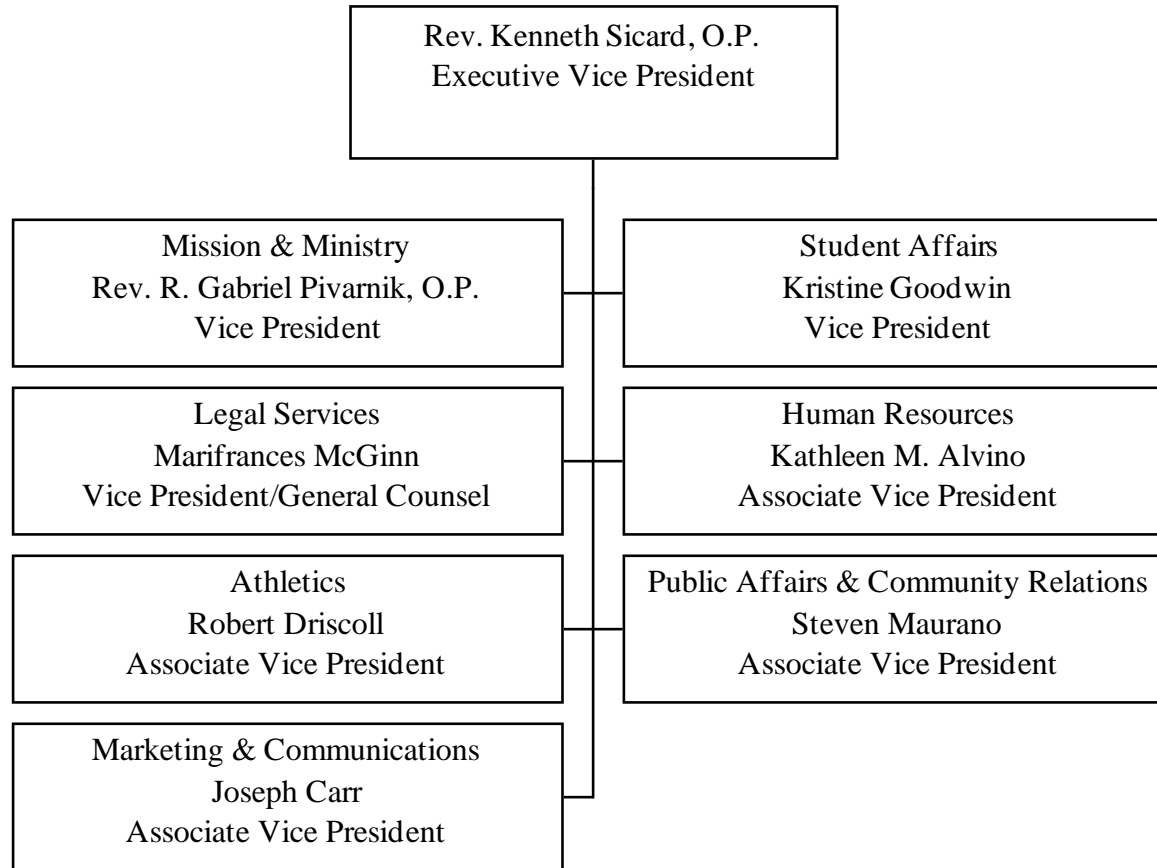 Rev. Kenneth Sicard, O.P.
Executive Vice President
Mission & Ministry
Rev. R. Gabriel Pivarnik, O.P.
Vice President
Student Affairs
Kristine Goodwin
Vice President
Legal Services
Marifrances McGinn
Vice President/General Counsel
Human Resources
Kathleen M. Alvino
Associate Vice President
Athletics
Robert Driscoll
Associate Vice President
Public Affairs & Community Relations
Steven Maurano
Associate Vice President
Marketing & Communications
Joseph Carr
Associate Vice President